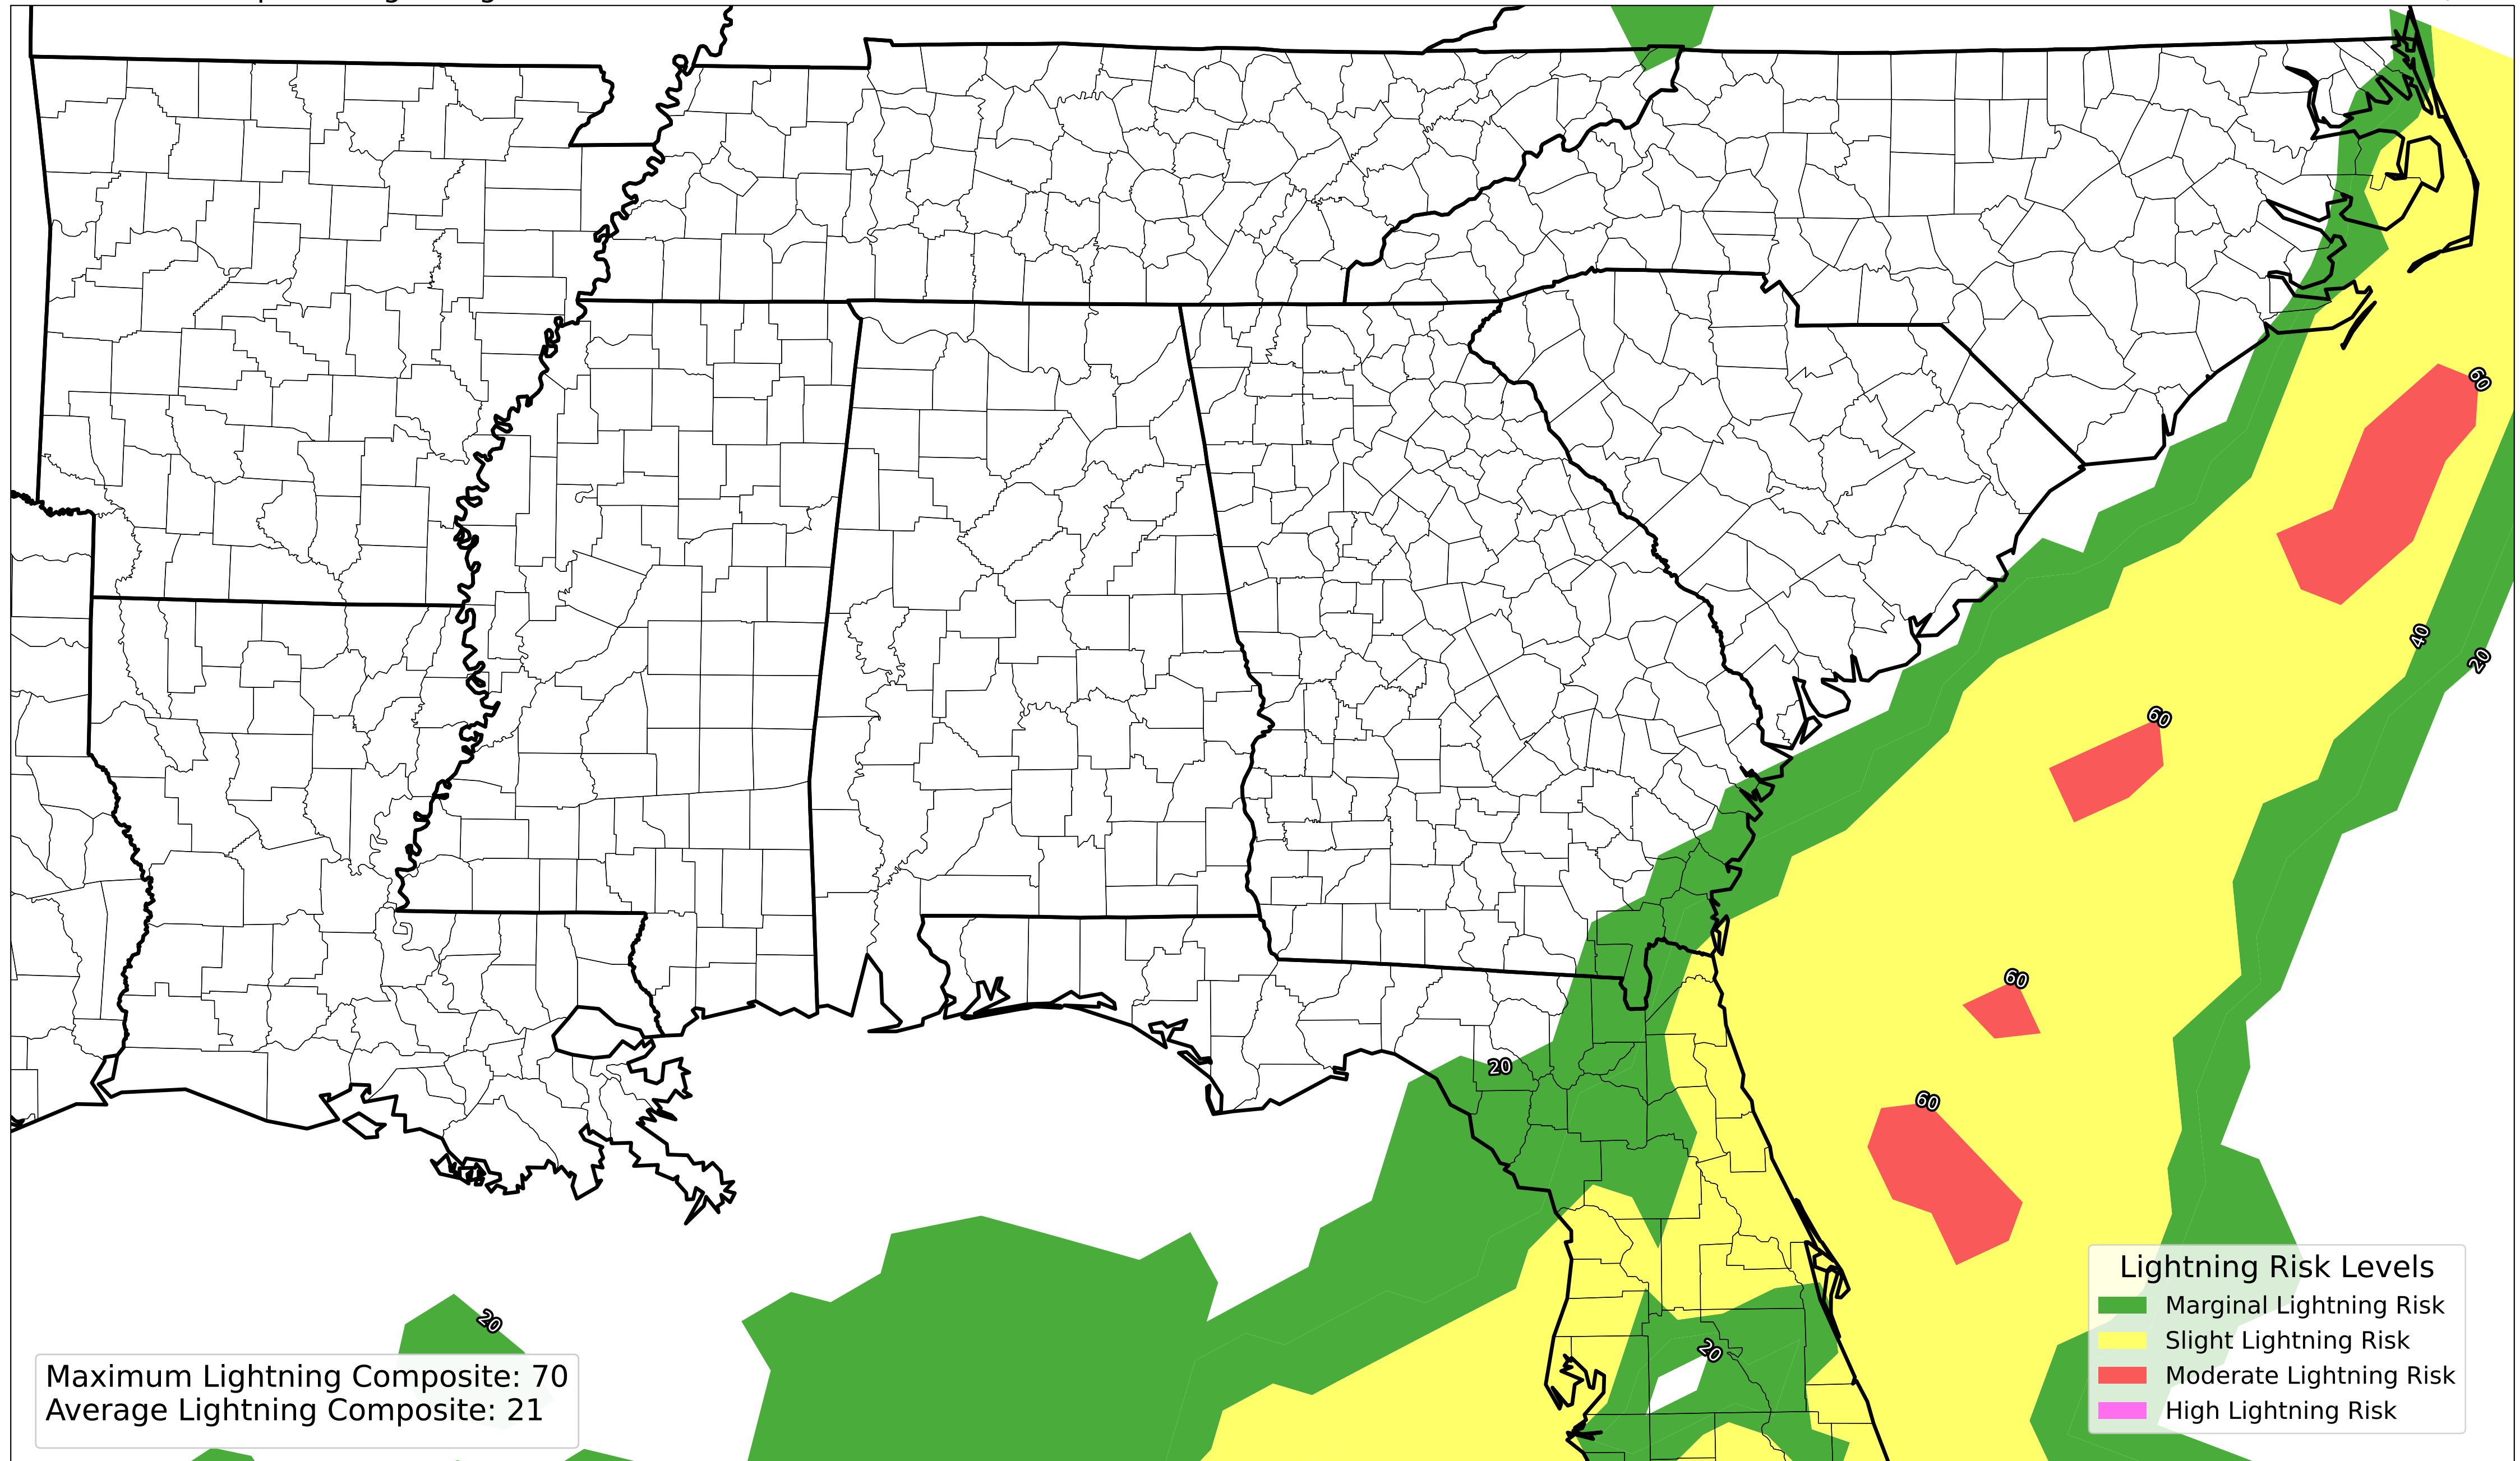 60
40
20
60
60
20
60
20
20
Maximum Lightning Composite: 70
Average Lightning Composite: 21
Lightning Risk Levels
Marginal Lightning Risk
Slight Lightning Risk
Moderate Lightning Risk
High Lightning Risk